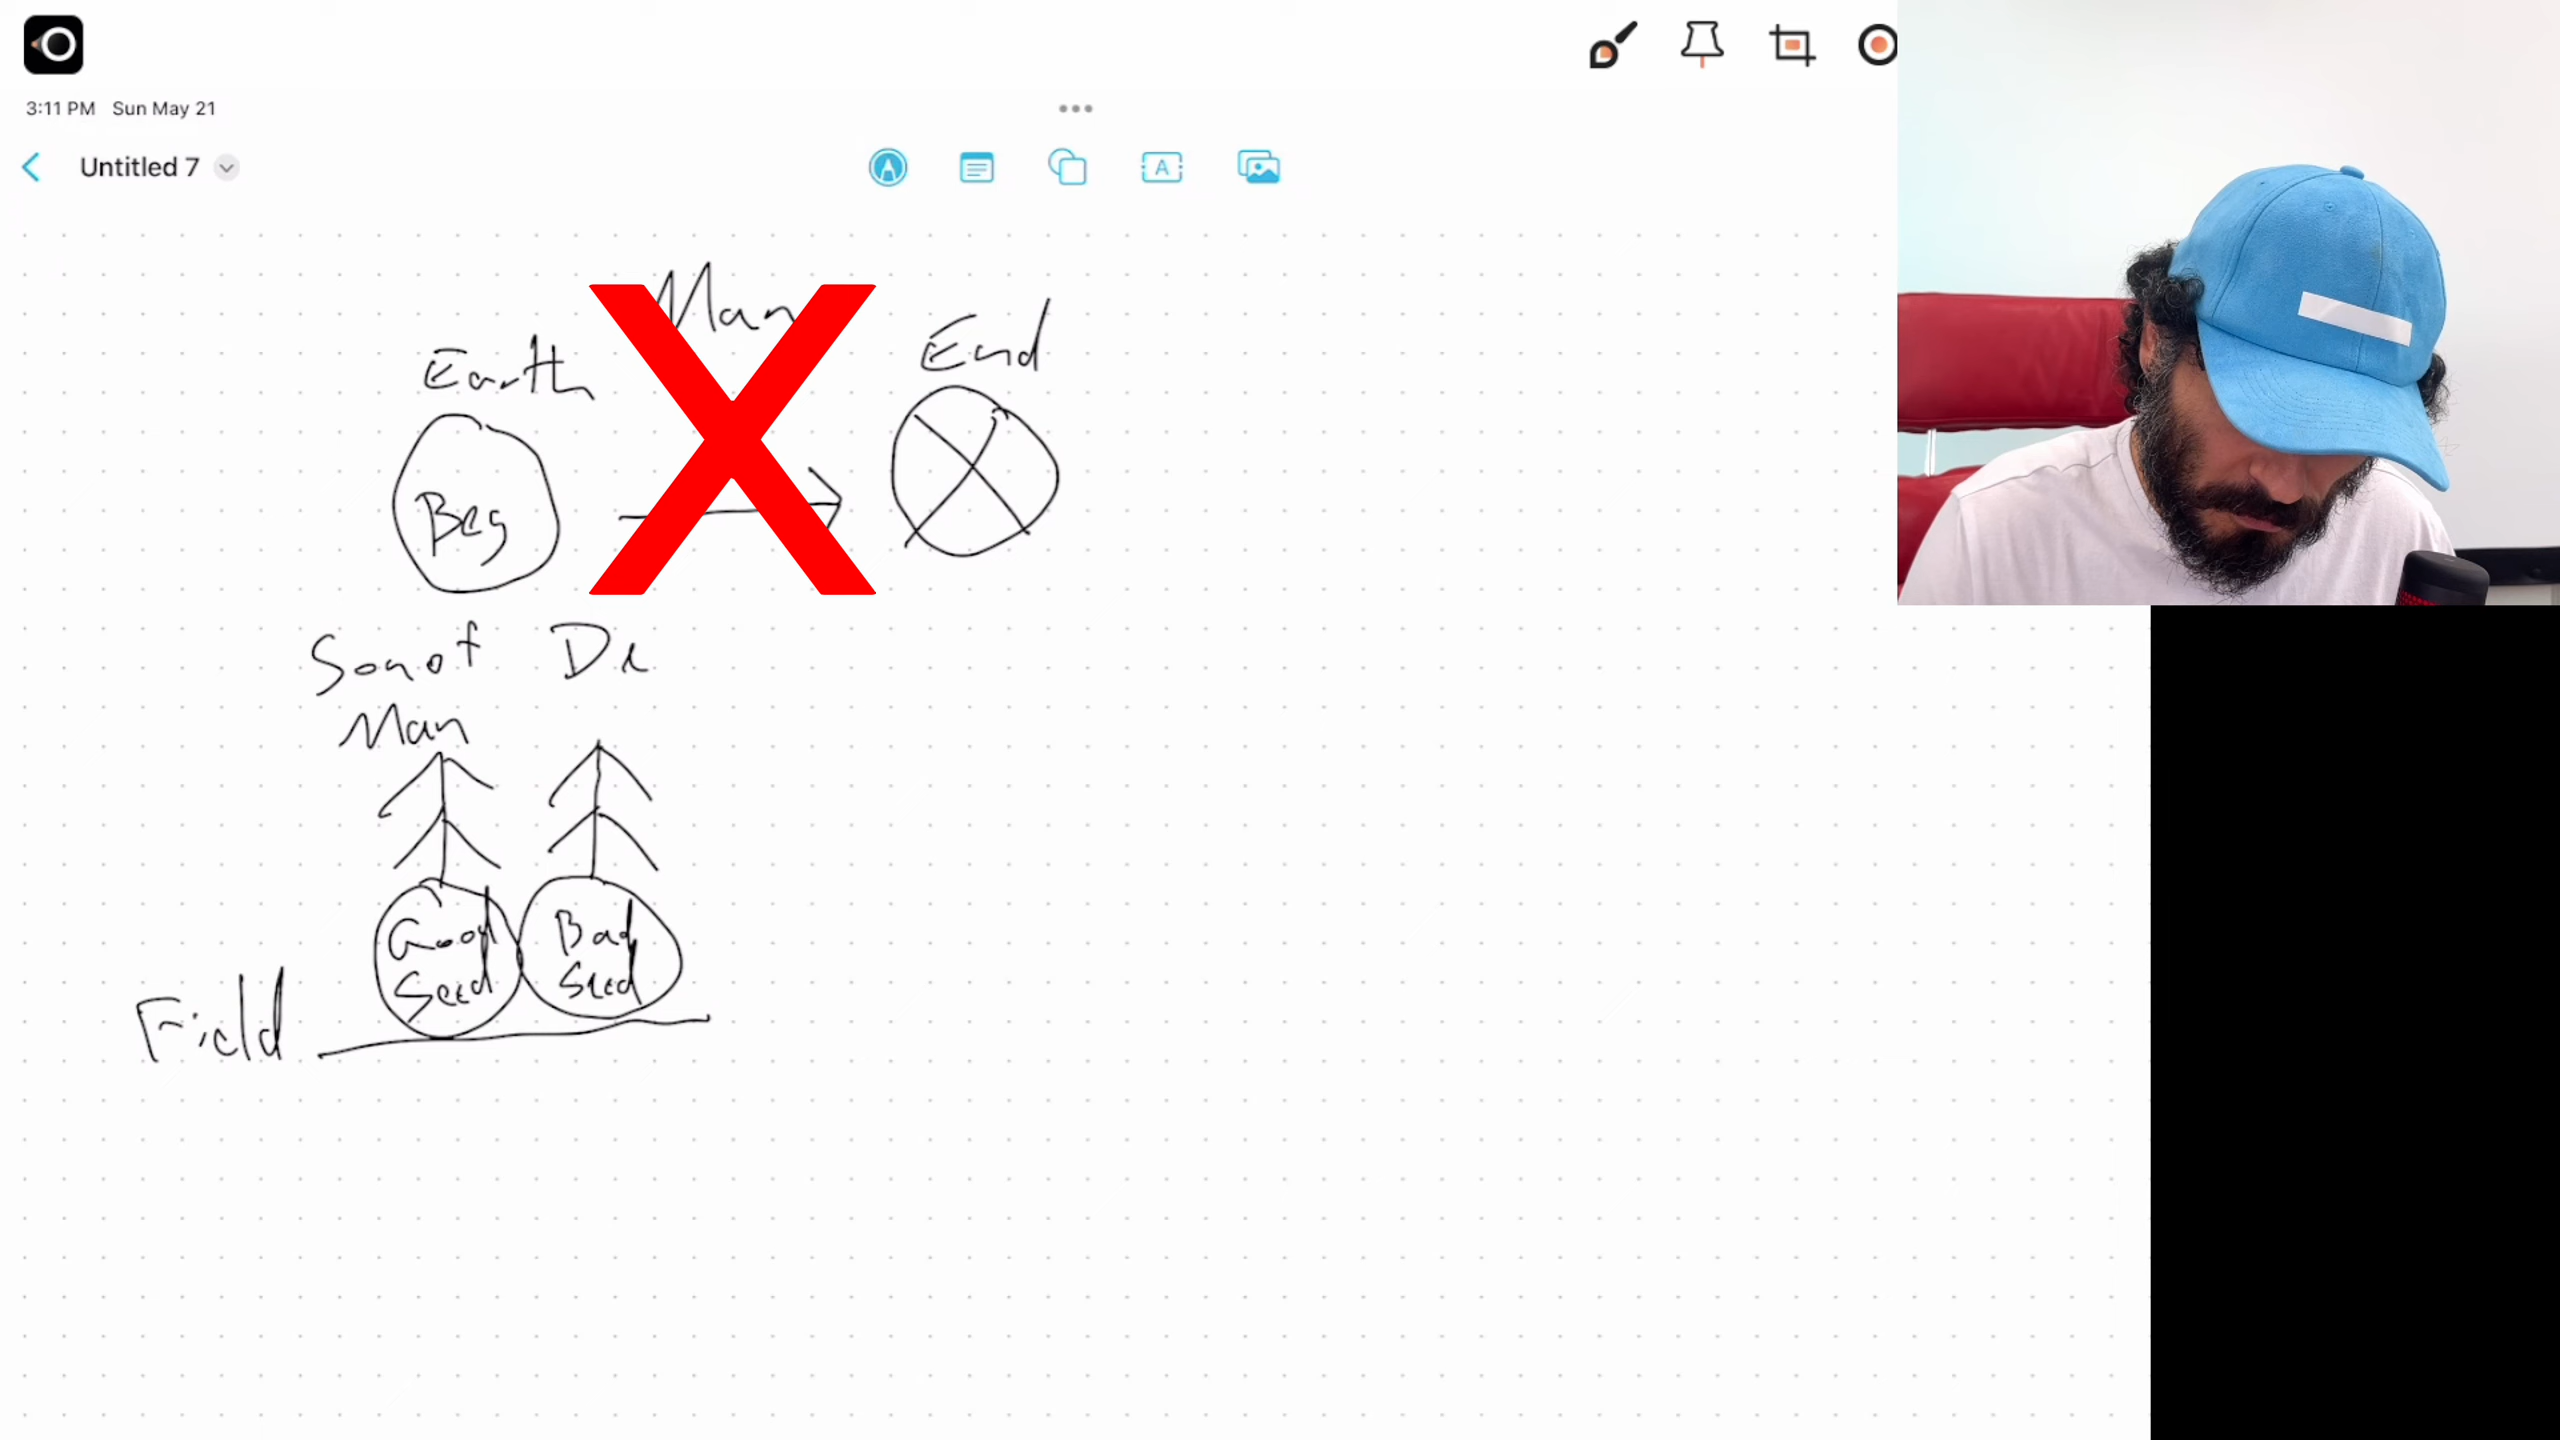 3:11 PM Sun May 21
Untitled 7
A
Man
Earth
End
Beg
Son of
Man
De
Good
Seed
Bad
Seed
Field